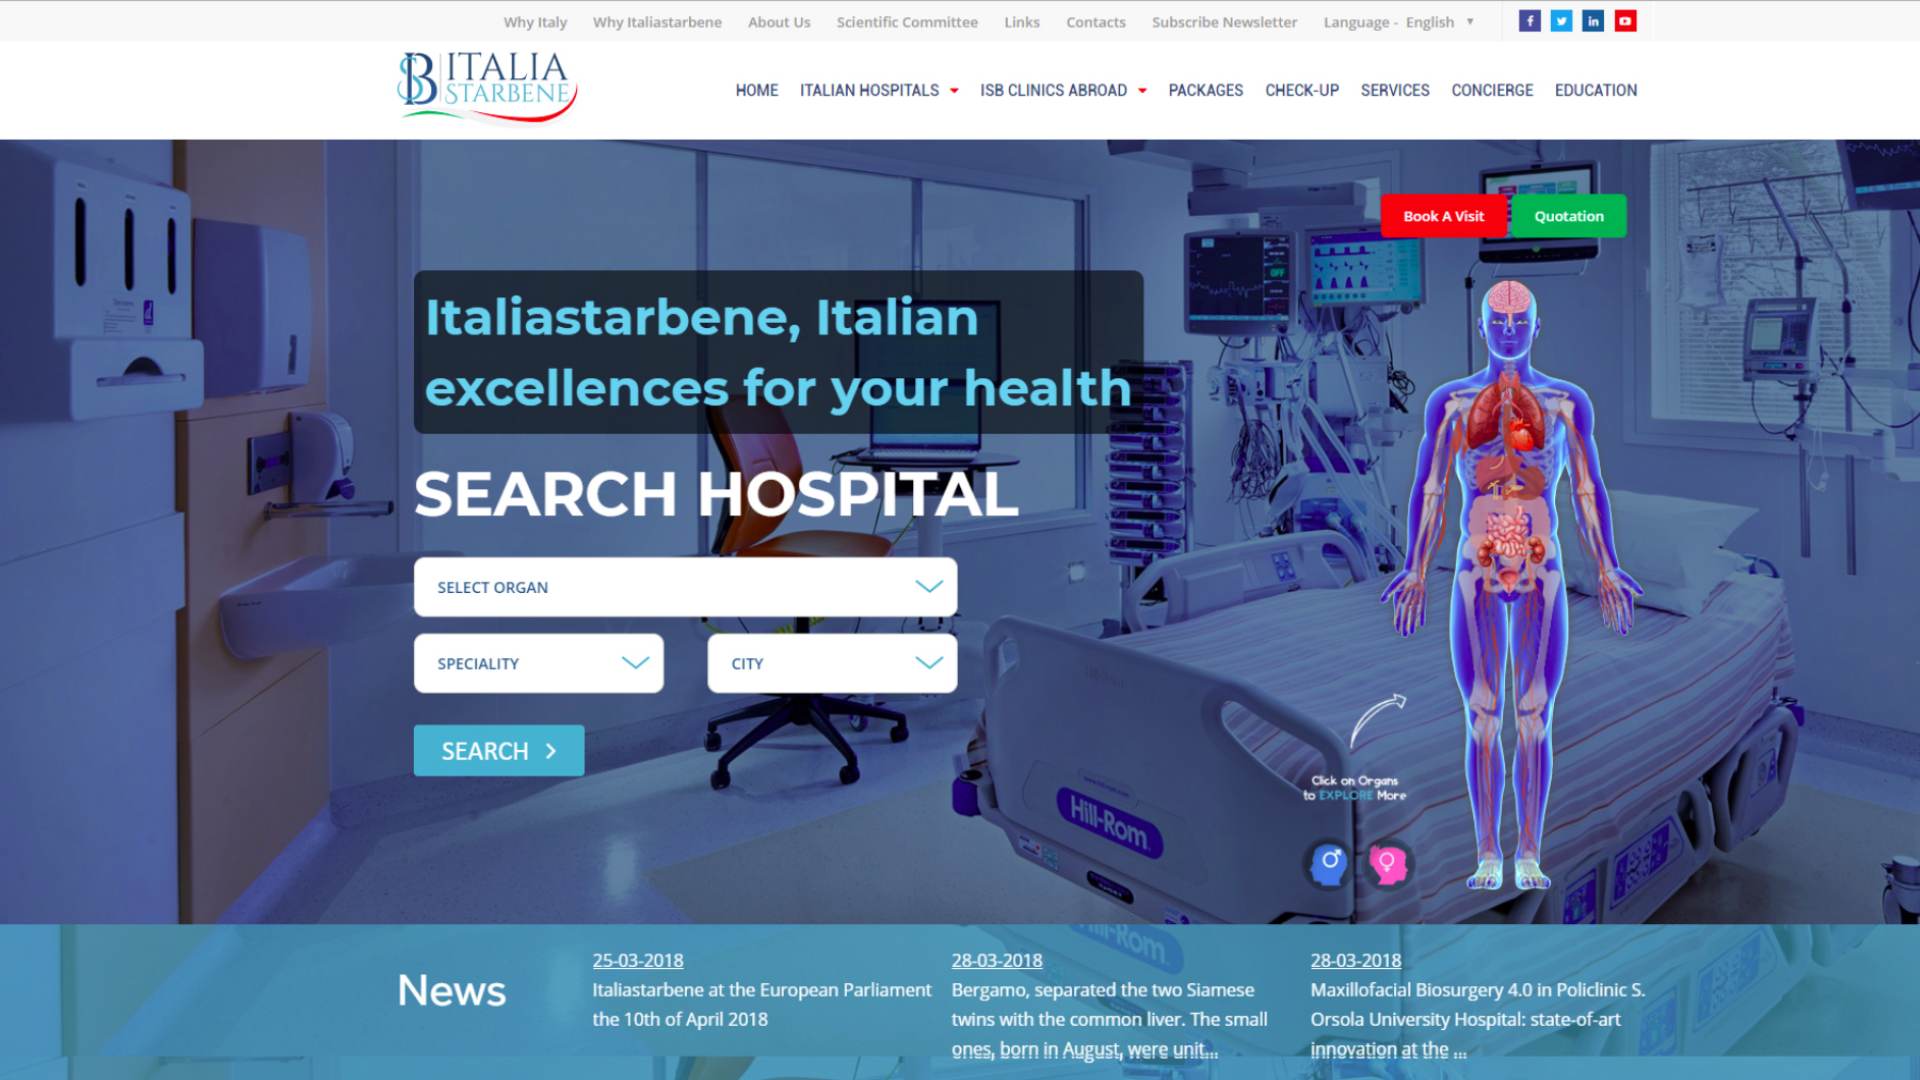 Why Italy Why Italiastarbene About Us Scientific Committee Links Contacts Subscribe Newsletter Language - English
ITALIA
STARBENE
HOME ITALIAN HOSPITALS ISB CLINICS ABROAD PACKAGES CHECK-UP SERVICES CONCIERGE EDUCATION
Book A Visit Quotation
OFF
Italiastarbene, Italian
excellences for your health
SEARCH HOSPITAL
SELECT ORGAN
SPECIALITY CITY
SEARCH
Click on Organs
to EXPLORE More
Hill-Rom
News
25-03-2018
Italiastarbene at the European Parliament
the 10th of April 2018
28-03-2018
Bergamo, separated the two Siamese
twins with the common liver. The small
ones, born in August, were unit...
28-03-2018
Maxillofacial Biosurgery 4.0 in Policlinic S.
Orsola University Hospital: state-of-art
innovation at the ...
Hill-Rom